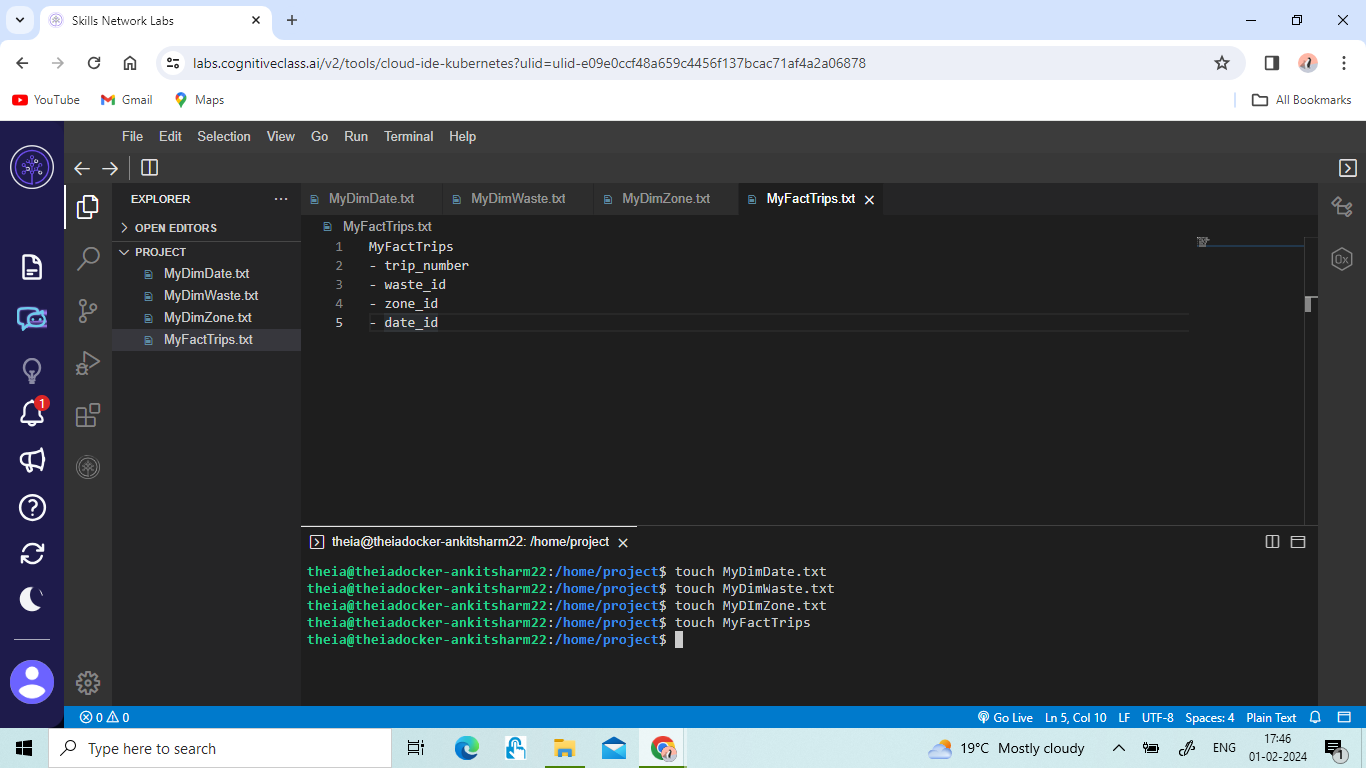 Skills Network Labs
labs.cognitiveclass.ai/v2/tools/cloud-ide-kubernetes?ulid=ulid-e09e0ccf48a659c4456f137bcac71af4a2a06878
YouTube Gmail Maps All Bookmarks
File Edit Selection View Go Run Terminal Help
EXPLORER
OPEN EDITORS
PROJECT
MyDimDate.txt
MyDimWaste.txt
MyDimZone.txt
MyFactTrips.txt
1
MyDimDate.txt MyDimWaste.txt MyDimZone.txt MyFactTrips.txt
MyFactTrips.txt
1 MyFactTrips
2 - trip_number
3 - waste_id
4 - zone_id
5 - date_id
0x
theia@theiadocker-ankitsharm22: /home/project
theia@theiadocker-ankitsharm22:/home/project$ touch MyDimDate.txt
theia@theiadocker-ankitsharm22:/home/project$ touch MyDimWaste.txt
theia@theiadocker-ankitsharm22:/home/project$ touch MyDImZone.txt
theia@theiadocker-ankitsharm22:/home/project$ touch MyFactTrips
theia@theiadocker-ankitsharm22:/home/project$
0 0 Go Live Ln 5, Col 10 LF UTF-8 Spaces: 4 Plain Text
Type here to search 19°C Mostly cloudy ENG 17:46
01-02-2024 1